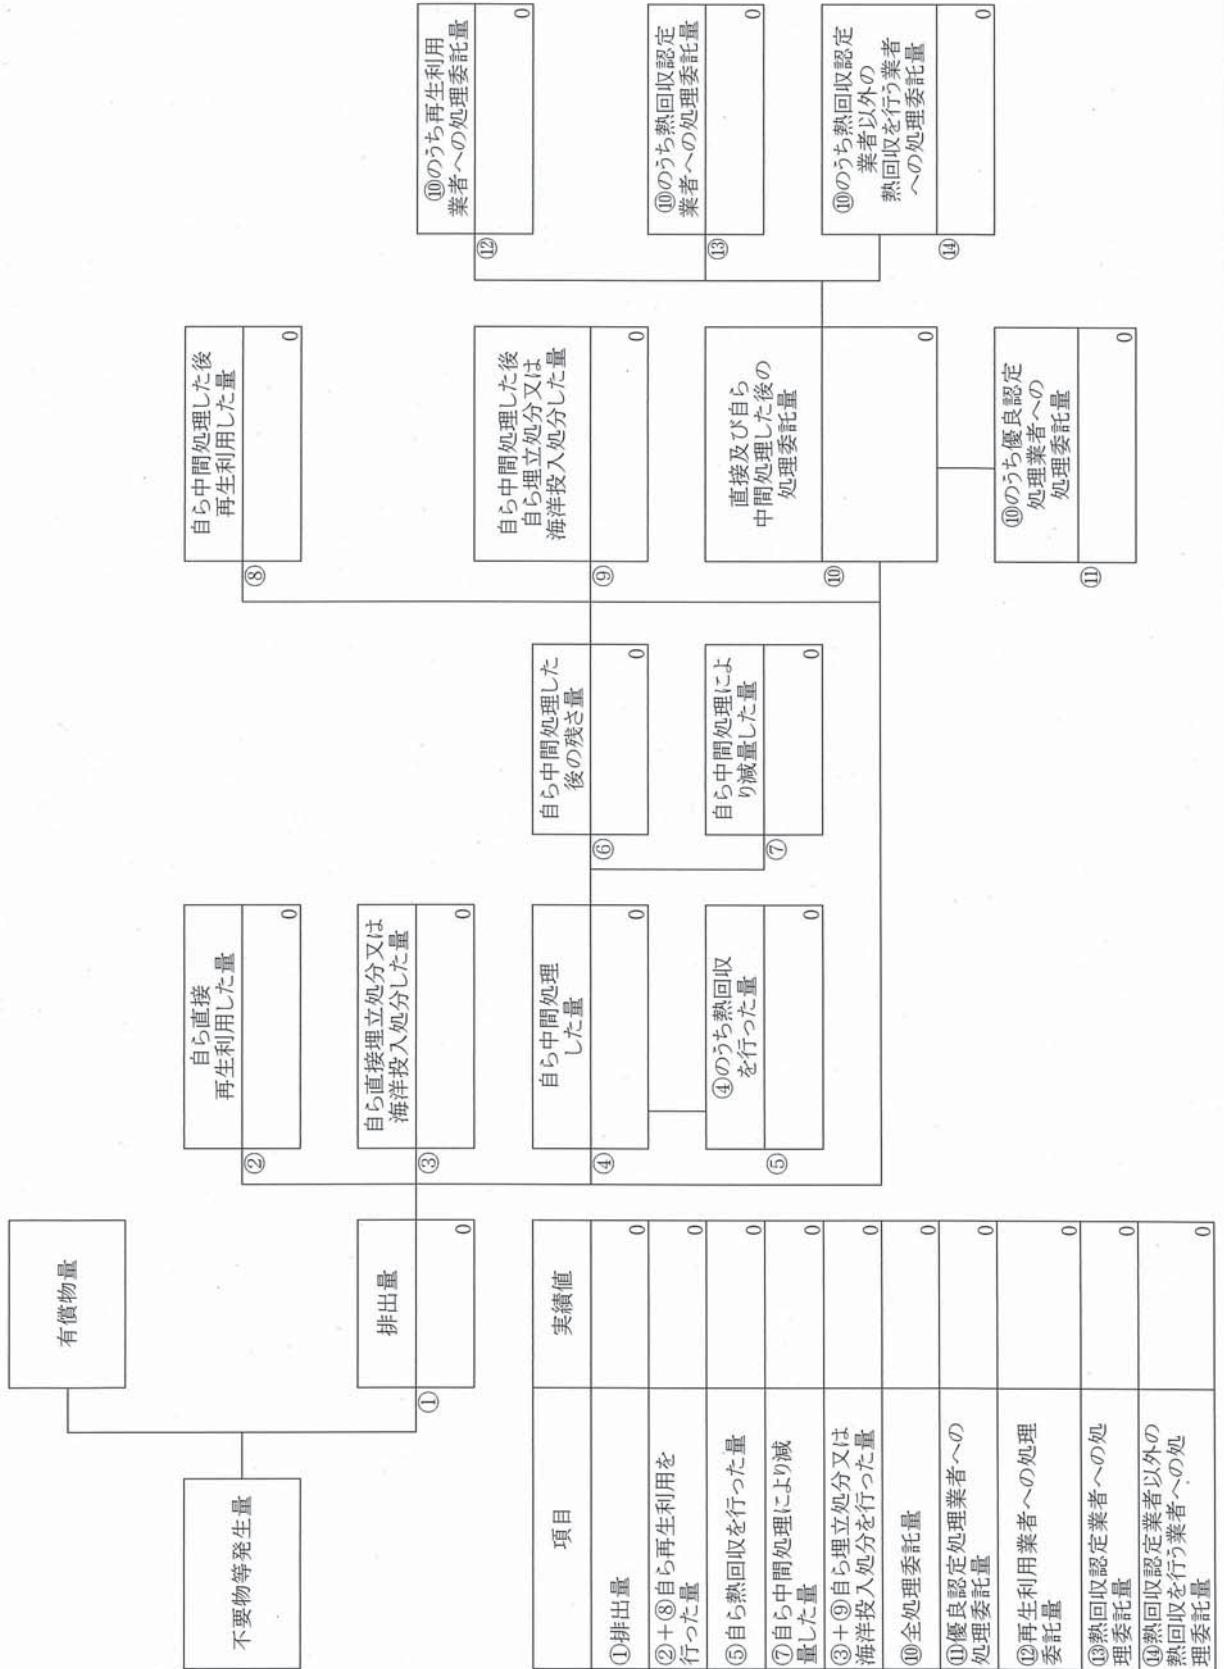 不要物等発生量
有償物量
①
排出量
0
②
自ら直接
再生利用した量
0
③
自ら直接埋立処分又は
海洋投入処分した量
0
④
自ら中間処理
した量
0
⑤
④のうち熱回収
を行った量
0
⑥
自ら中間処理した
後の残さ量
0
⑦
自ら中間処理によ
り減量した量
0
⑧
自ら中間処理した後
再生利用した量
0
⑨
自ら中間処理した後
自ら埋立処分又は
海洋投入処分した量
0
⑩
直接及び自ら
中間処理した後の
処理委託量
0
⑪
⑩のうち優良認定
処理業者への
処理委託量
0
⑫
⑩のうち再生利用
業者への処理委託量
0
⑬
⑩のうち熱回収認定
業者への処理委託量
0
⑭
⑩のうち熱回収認定
業者以外の
熱回収を行う業者
への処理委託量
0
項目 実績値
①排出量 0
②+⑧自ら再生利用を
行った量 0
⑤自ら熱回収を行った量 0
⑦自ら中間処理により減
量した量 0
③+⑨自ら埋立処分又は
海洋投入処分を行った量 0
⑩全処理委託量 0
⑪優良認定処理業者への
処理委託量 0
⑫再生利用業者への処理
委託量 0
⑬熱回収認定業者への処
理委託量 0
⑭熱回収認定業者以外の
熱回収を行う業者への処
理委託量 0